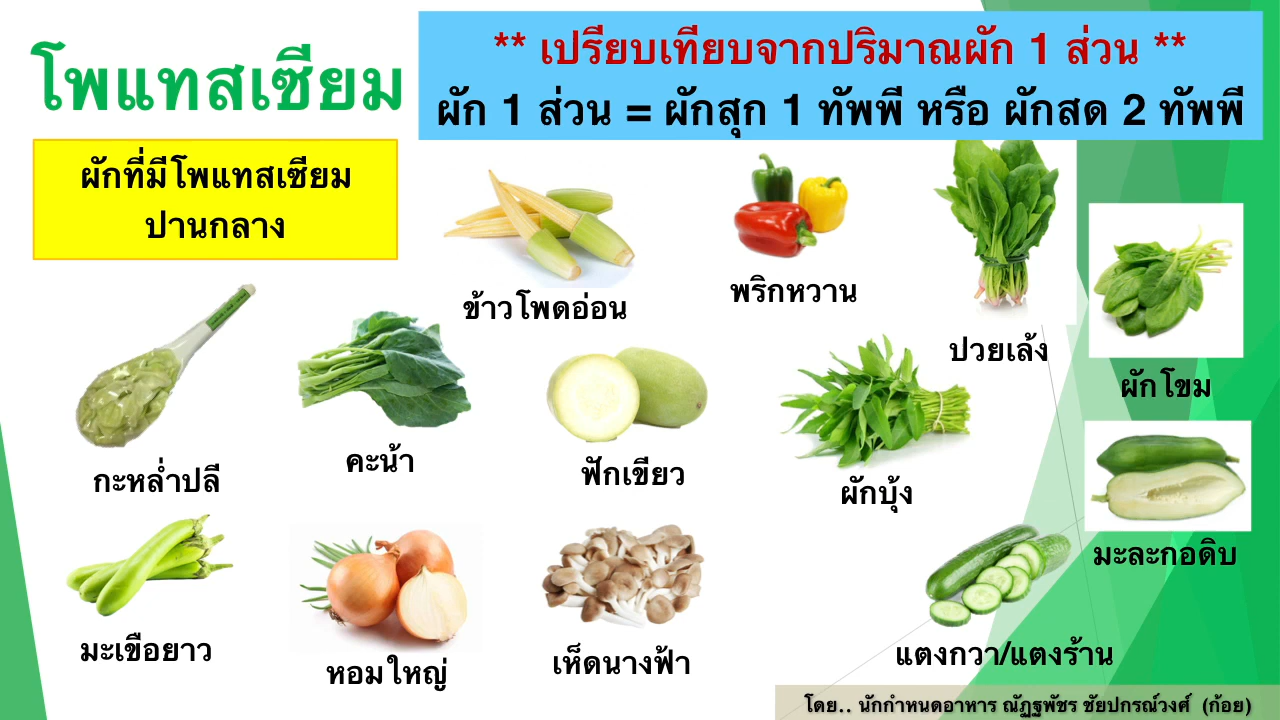 โพแทสเซียม
** เปรียบเทียบจากปริมาณผัก 1 ส่วน **
ผัก 1 ส่วน = ผักสุก 1 ทัพพี หรือ ผักสด 2 ทัพพี
ผักที่มีโพแทสเซียม
ปานกลาง
ข้าวโพดอ่อน
พริกหวาน
ปวยเล้ง
ผักโขม
กะหล่ำปลี
คะน้า
ฟักเขียว
ผักบุ้ง
มะละกอดิบ
มะเขือยาว
หอมใหญ่
เห็ดนางฟ้า
แตงกวา/แตงร้าน
โดย.. นักกำหนดอาหาร ณัฏฐพัชร ชัยปกรณ์วงศ์ (ก้อย)